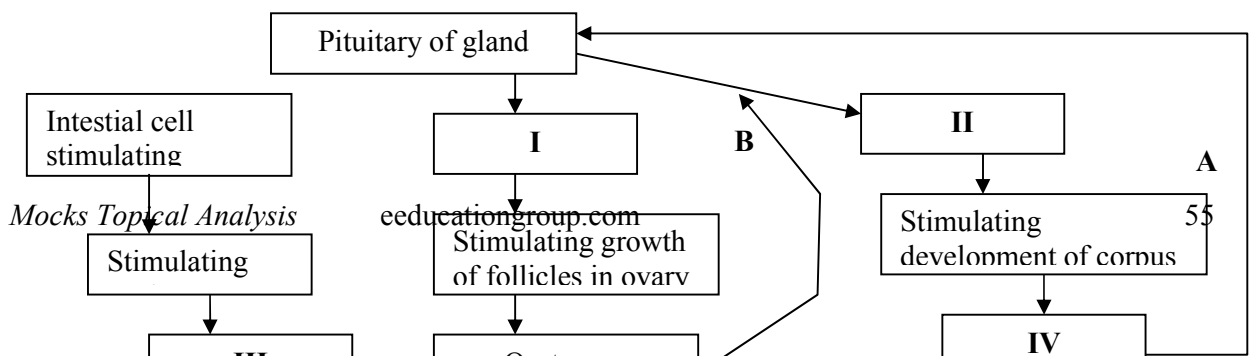 Pituitary of gland
Intestial cell
stimulating
I
II
B
A
Mocks Topical Analysis eeducationgroup.com 55
Stimulating growth
of follicles in ovary
Stimulating
development of corpus
Stimulating
III
IV